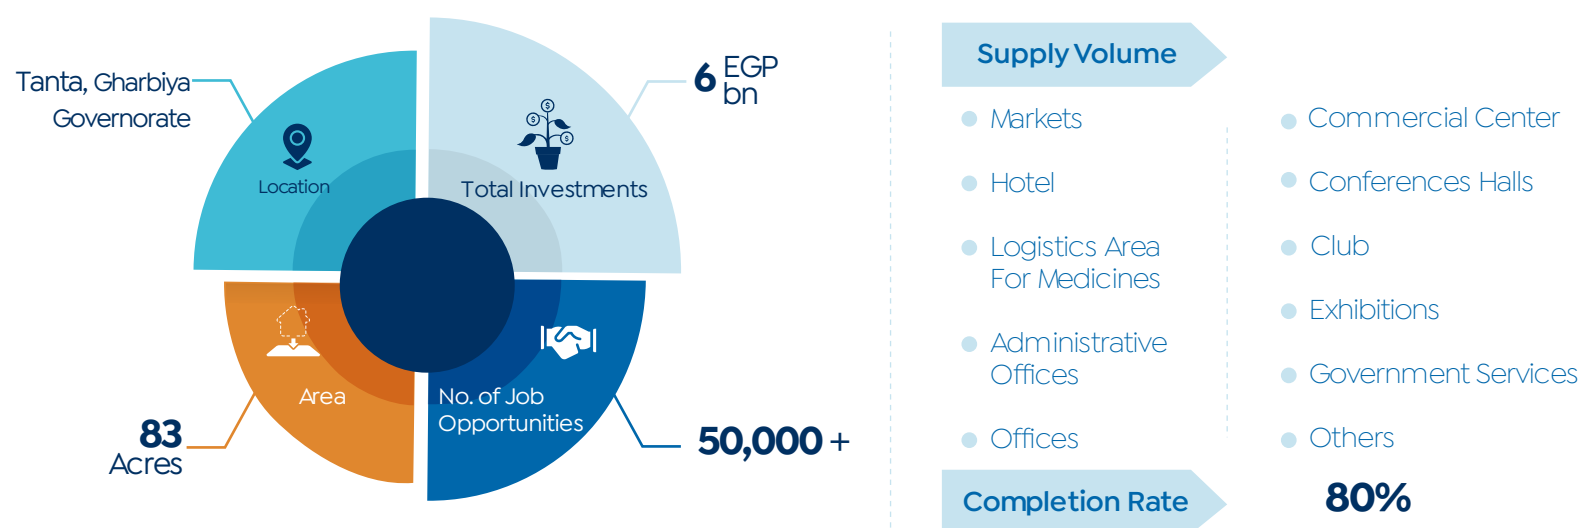 Tanta, Gharbiya
Governorate
Location
6 EGP
bn
Total Investments
Area
83
Acres
No. of Job
Opportunities
50,000 +
Supply Volume
Markets
Hotel
Logistics Area
For Medicines
Administrative
Offices
Offices
Commercial Center
Conferences Halls
Club
Exhibitions
Government Services
Others
Completion Rate
80%